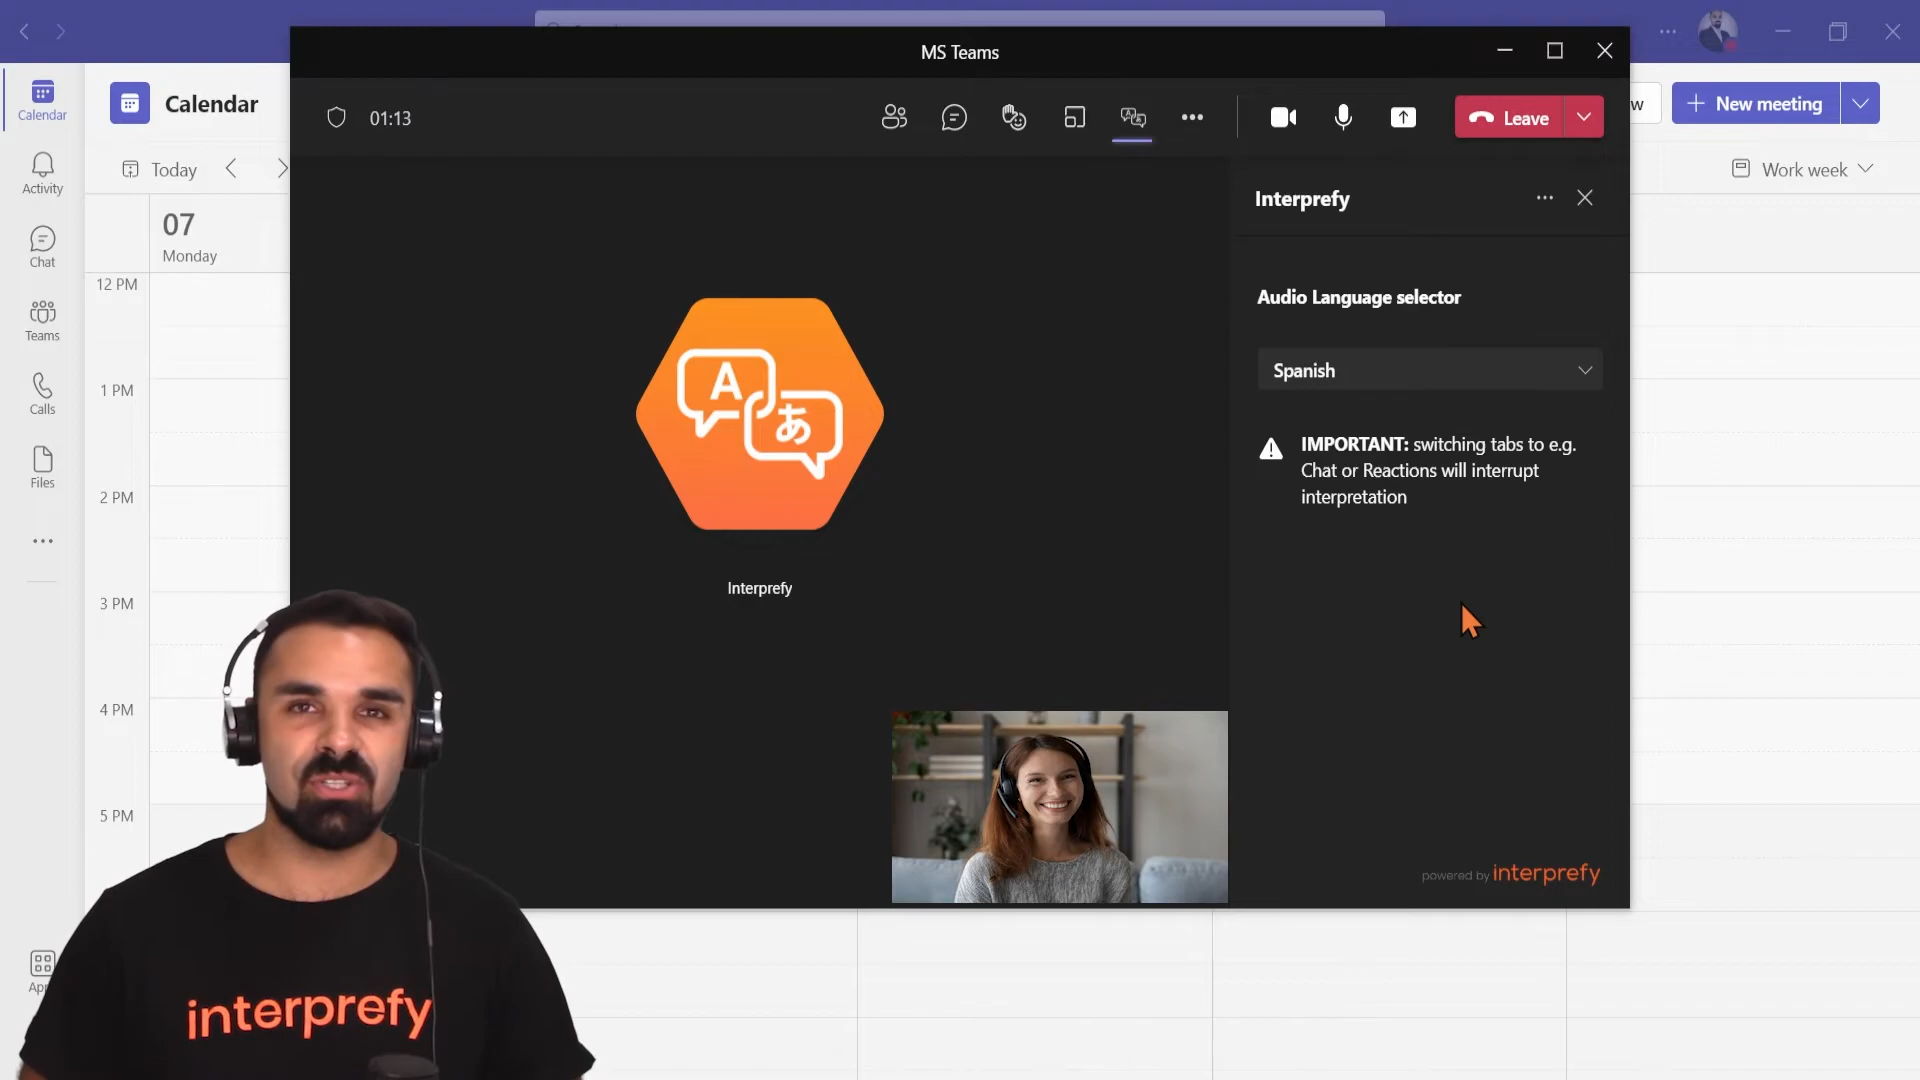 MS Teams
Calendar
01:13
Leave
w
New meeting
Calendar
Today
Work week
Activity
Interprefy
07
Monday
Chat
12 PM
Audio Language selector
Teams
Spanish
A
あ
1 PM
Calls
IMPORTANT: switching tabs to e.g.
Chat or Reactions will interrupt
interpretation
Files
2 PM
Interprefy
3 PM
4 PM
5 PM
powered by interprefy
interprefy